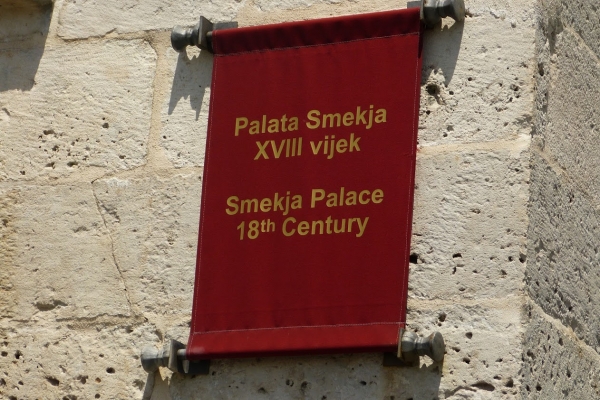 Palata Smekja
XVIII vijek
Smekja Palace
18th Century